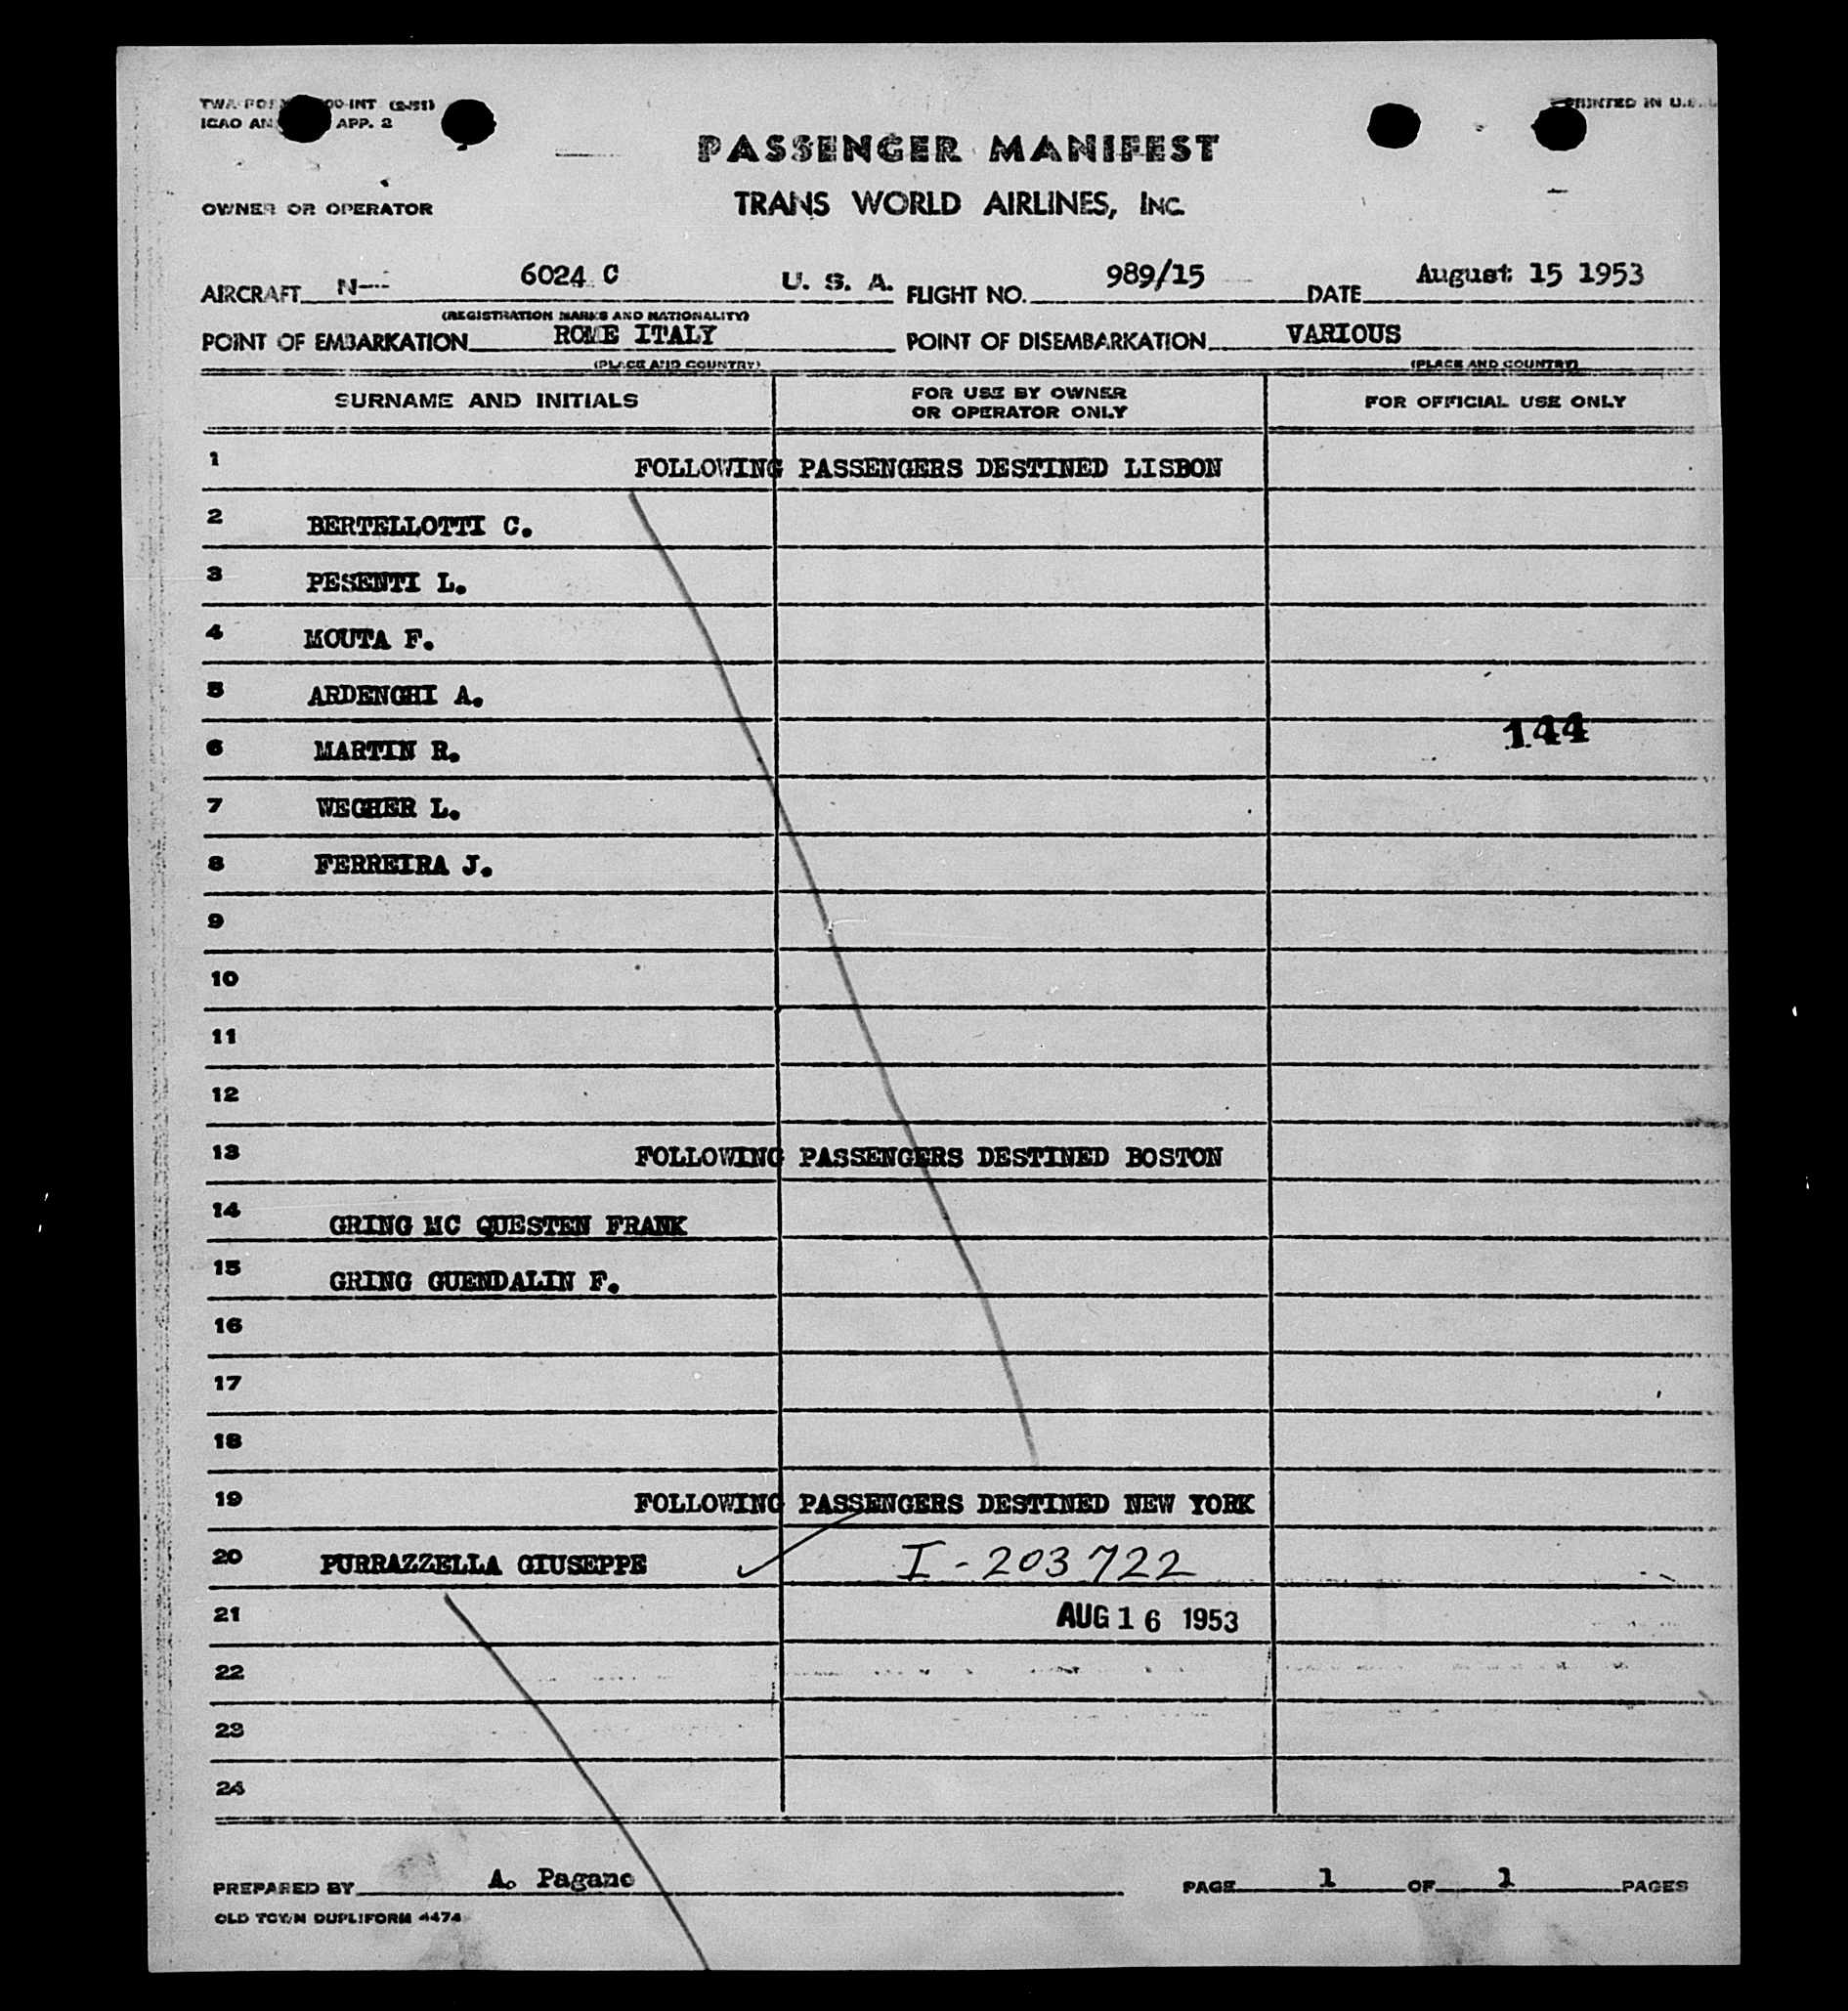 ICAO AN APP. 2
PRINTED IN U.S.
PASSENGER MANIFEST
OWNER OR OPERATOR TRANS WORLD AIRLINES, INC.
AIRCRAFT N- 6024 C U. S. A. FLIGHT NO. 989/15 DATE August 15 1953
(REGISTRATION MARKS AND NATIONALITY)
POINT OF EMBARKATION ROME ITALY POINT OF DISEMBARKATION VARIOUS
(PLACE AND COUNTRY) (PLACE AND COUNTRY)
SURNAME AND INITIALS FOR USE BY OWNER OR OPERATOR ONLY FOR OFFICIAL USE ONLY
1 FOLLOWING PASSENGERS DESTINED LISBON
2 BERTELLOTTI C.
3 PESENTI L.
4 MOUTA F.
5 ARDENGHI A.
144
6 MARTIN R.
7 WEGHER L.
8 FERREIRA J.
9
10
11
12
13 FOLLOWING PASSENGERS DESTINED BOSTON
14 GRING MC QUESTEN FRANK
15 GRING GUENDALIN F.
16
17
18
19 FOLLOWING PASSENGERS DESTINED NEW YORK
20 PURRAZZELLA GIUSEPPE I-203722
21 AUG 16 1953
22
23
24
PREPARED BY A. Pagano PAGE 1 OF 1 PAGES
OLD TOWN DUPLIFORM 4474